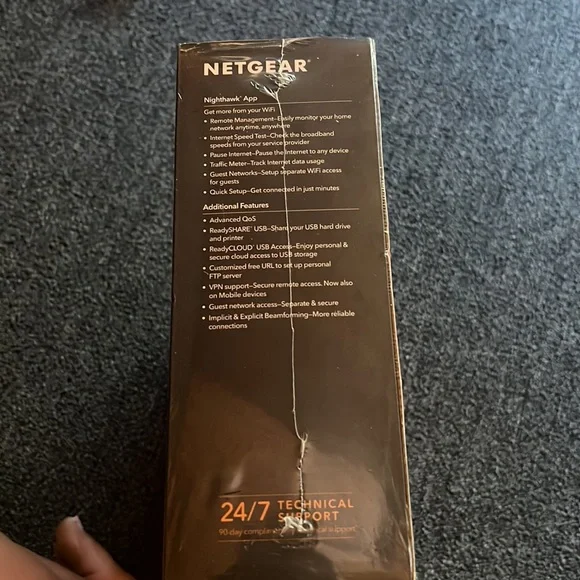 NETGEAR®
Nighthawk® App
Get more from your WiFi
• Remote Management–Easily monitor your home
network anytime, anywhere
• Internet Speed Test–Check the broadband
speeds from your service provider
• Pause Internet–Pause the Internet to any device
• Traffic Meter–Track Internet data usage
• Guest Networks–Setup separate WiFi access
for guests
• Quick Setup–Get connected in just minutes
Additional Features
• Advanced QoS
• ReadySHARE® USB–Share your USB hard drive
and printer
• ReadyCLOUD® USB Access–Enjoy personal &
secure cloud access to USB storage
• Customized free URL to set up personal
FTP server
• VPN support–Secure remote access. Now also
on Mobile devices
• Guest network access–Separate & secure
• Implicit & Explicit Beamforming–More reliable
connections
24/7 TECHNICAL
SUPPORT
90-day support